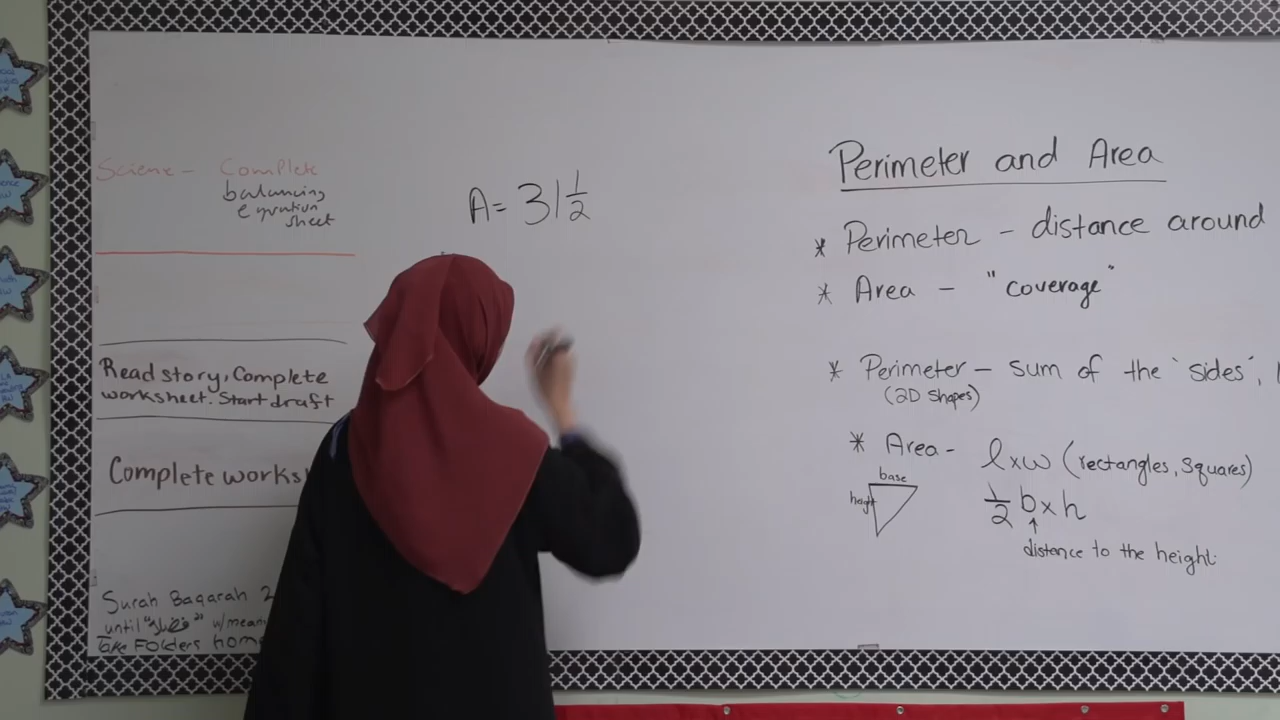 Science - Complete
balancing
equation
sheet
Read story, Complete
worksheet. Start draft
Complete works
Surah Baqarah 2
until " " w/mean
Take Folders home
A= 31 1/2
Perimeter and Area
* Perimeter - distance around
* Area - "coverage"
* Perimeter - sum of the 'sides',
(2D shapes)
* Area - l x w (rectangles, squares)
base
height
1/2 b x h
distance to the height